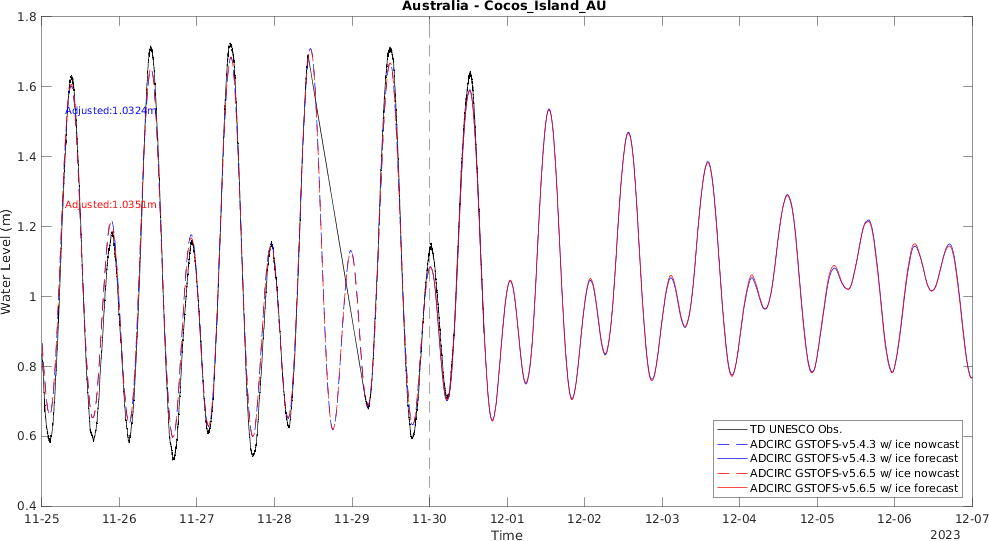 Australia - Cocos_Island_AU
1.8
1.6
1.4
1.2
1
0.8
0.6
0.4
Water Level (m)
Adjusted:1.0324m
Adjusted:1.0351m
TD UNESCO Obs.
ADCIRC GSTOFS-v5.4.3 w/ ice nowcast
ADCIRC GSTOFS-v5.4.3 w/ ice forecast
ADCIRC GSTOFS-v5.6.5 w/ ice nowcast
ADCIRC GSTOFS-v5.6.5 w/ ice forecast
11-25 11-26 11-27 11-28 11-29 11-30 12-01 12-02 12-03 12-04 12-05 12-06 12-07
Time
2023